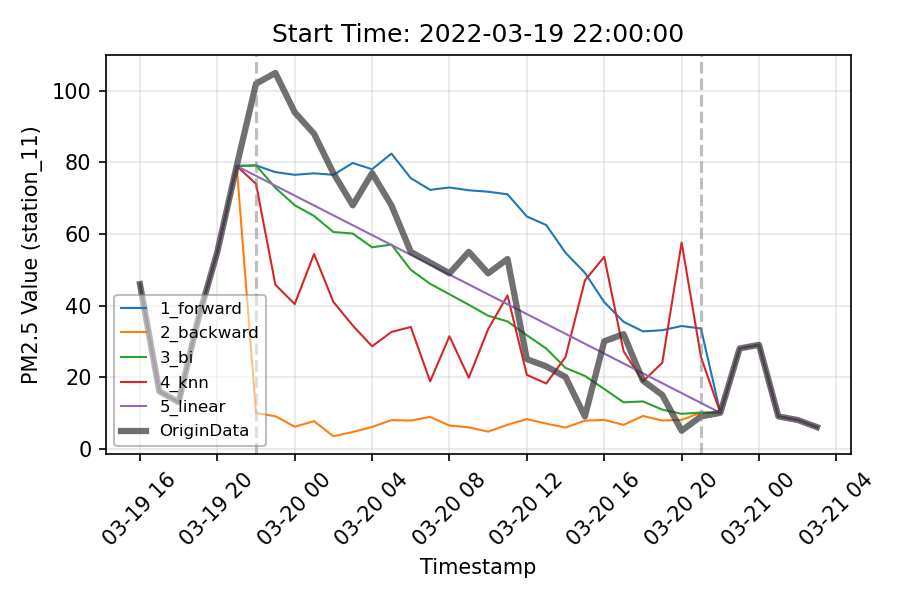 Start Time: 2022-03-19 22:00:00
PM2.5 Value (station_11)
100
80
60
40
20
0
1_forward
2_backward
3_bi
4_knn
5_linear
OriginData
03-19 16
03-19 20
03-20 00
03-20 04
03-20 08
03-20 12
03-20 16
03-20 20
03-21 00
03-21 04
Timestamp